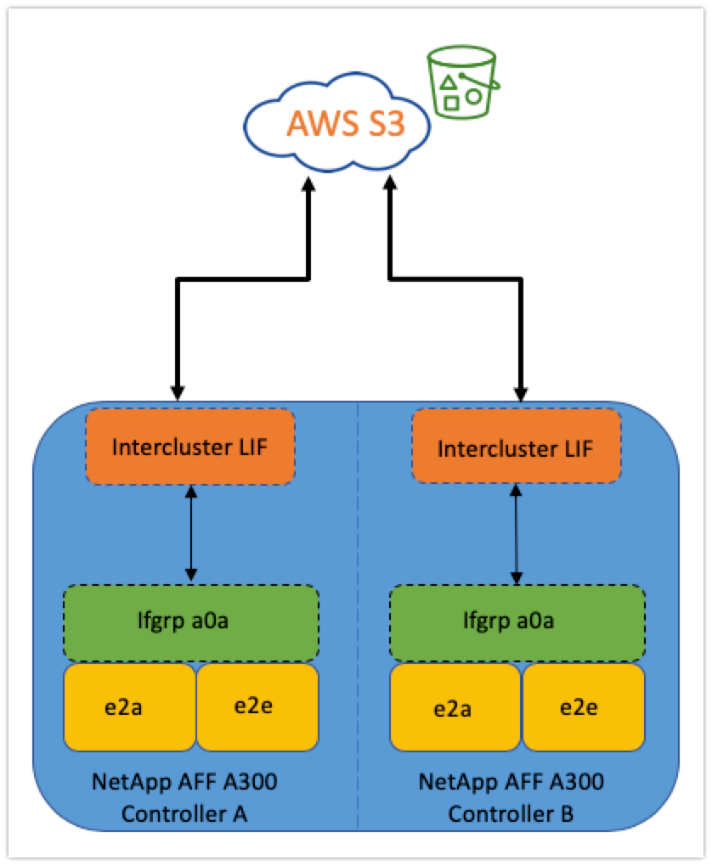 AWS S3
Intercluster LIF
Intercluster LIF
Ifgrp a0a
Ifgrp a0a
e2a
e2e
e2a
e2e
NetApp AFF A300
Controller A
NetApp AFF A300
Controller B